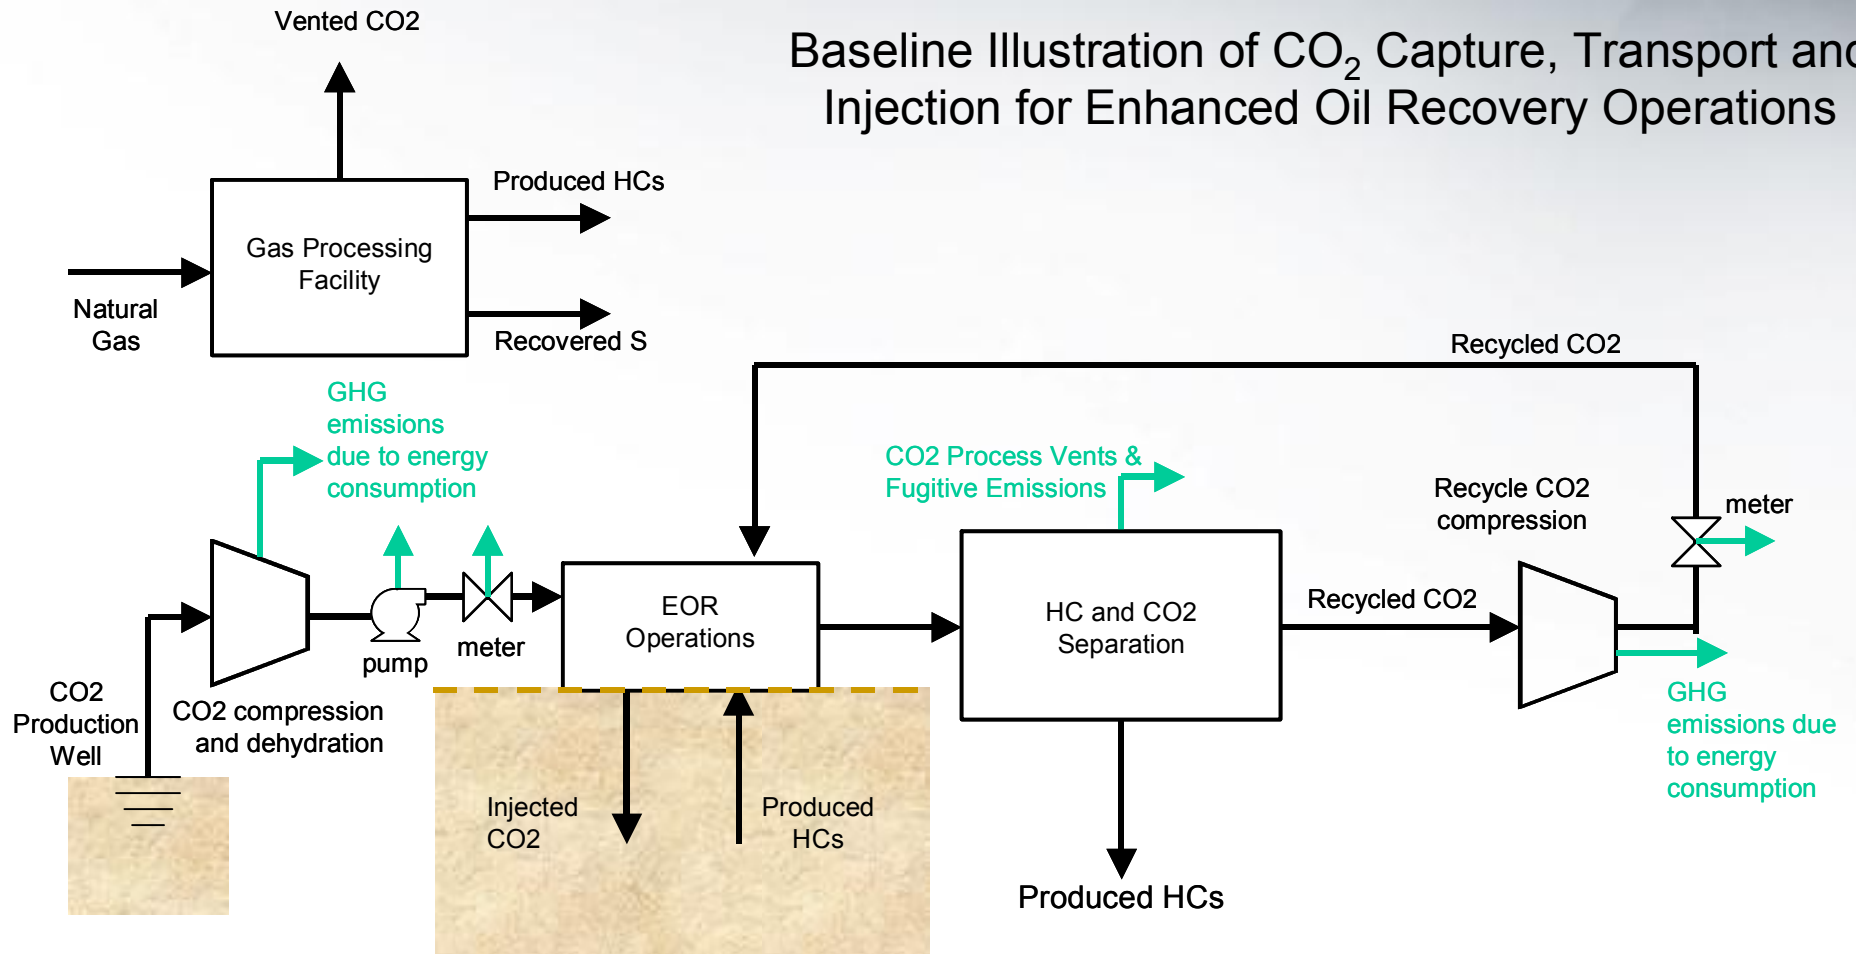 Vented CO2
Baseline Illustration of CO₂ Capture, Transport and
Injection for Enhanced Oil Recovery Operations
Produced HCs
Gas Processing
Facility
Natural
Gas
Recovered S
Recycled CO2
GHG
emissions
due to energy
consumption
CO2 Process Vents &
Fugitive Emissions
Recycle CO2
compression
meter
EOR
Operations
HC and CO2
Separation
Recycled CO2
pump
meter
CO2
Production
Well
CO2 compression
and dehydration
GHG
emissions due
to energy
consumption
Injected
CO2
Produced
HCs
Produced HCs